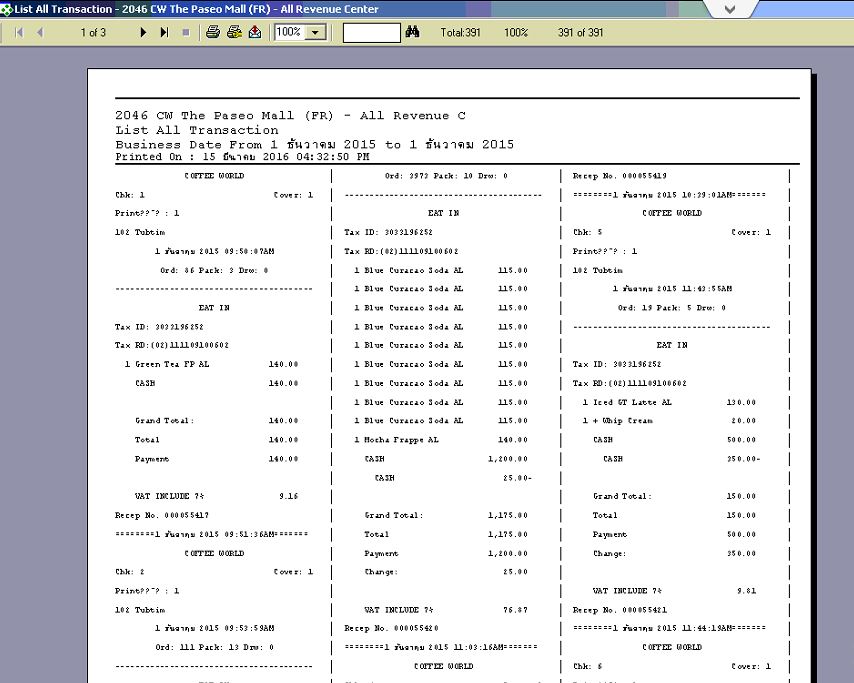 List All Transaction - 2046 CW The Paseo Mall (FR) - All Revenue Center
1 of 3 100% Total:391 100% 391 of 391
2046 CW The Paseo Mall (FR) - All Revenue C
List All Transaction
Business Date From 1 ธันวาคม 2015 to 1 ธันวาคม 2015
Printed On : 15 มีนาคม 2016 04:32:50 PM
COFFEE WORLD
Chk: 1 Cover: 1
Print??~? : 1
102 Tubtim
1 ธันวาคม 2015 09:50:07AM
Ord: 86 Park: 3 Drw: 0
----------------------------------------
EAT IN
Tax ID: 3033196252
Tax RD:(02)111109100602
1 Green Tea FP AL 140.00
CASH 140.00
Grand Total: 140.00
Total 140.00
Payment 140.00
VAT INCLUDE 7% 9.16
Recep No. 000055417
========1 ธันวาคม 2015 09:51:36AM=======
COFFEE WORLD
Chk: 2 Cover: 1
Print??~? : 1
102 Tubtim
1 ธันวาคม 2015 09:53:59AM
Ord: 111 Park: 13 Drw: 0
----------------------------------------
Ord: 3973 Park: 10 Drw: 0
----------------------------------------
EAT IN
Tax ID: 3033196252
Tax RD:(02)111109100602
1 Blue Curacao Soda AL 115.00
1 Blue Curacao Soda AL 115.00
1 Blue Curacao Soda AL 115.00
1 Blue Curacao Soda AL 115.00
1 Blue Curacao Soda AL 115.00
1 Blue Curacao Soda AL 115.00
1 Blue Curacao Soda AL 115.00
1 Blue Curacao Soda AL 115.00
1 Blue Curacao Soda AL 115.00
1 Mocha Frappe AL 140.00
CASH 1,200.00
CASH 25.00-
Grand Total: 1,175.00
Total 1,175.00
Payment 1,200.00
Change: 25.00
VAT INCLUDE 7% 76.87
Recep No. 000055420
========1 ธันวาคม 2015 11:03:16AM=======
COFFEE WORLD
Recep No. 000055419
========1 ธันวาคม 2015 10:39:01AM=======
COFFEE WORLD
Chk: 5 Cover: 1
Print??~? : 1
102 Tubtim
1 ธันวาคม 2015 11:43:55AM
Ord: 19 Park: 5 Drw: 0
----------------------------------------
EAT IN
Tax ID: 3033196252
Tax RD:(02)111109100602
1 Iced GT Latte AL 130.00
1 + Whip Cream 20.00
CASH 500.00
CASH 350.00-
Grand Total: 150.00
Total 150.00
Payment 500.00
Change: 350.00
VAT INCLUDE 7% 9.81
Recep No. 000055421
========1 ธันวาคม 2015 11:44:19AM=======
COFFEE WORLD
Chk: 6 Cover: 1